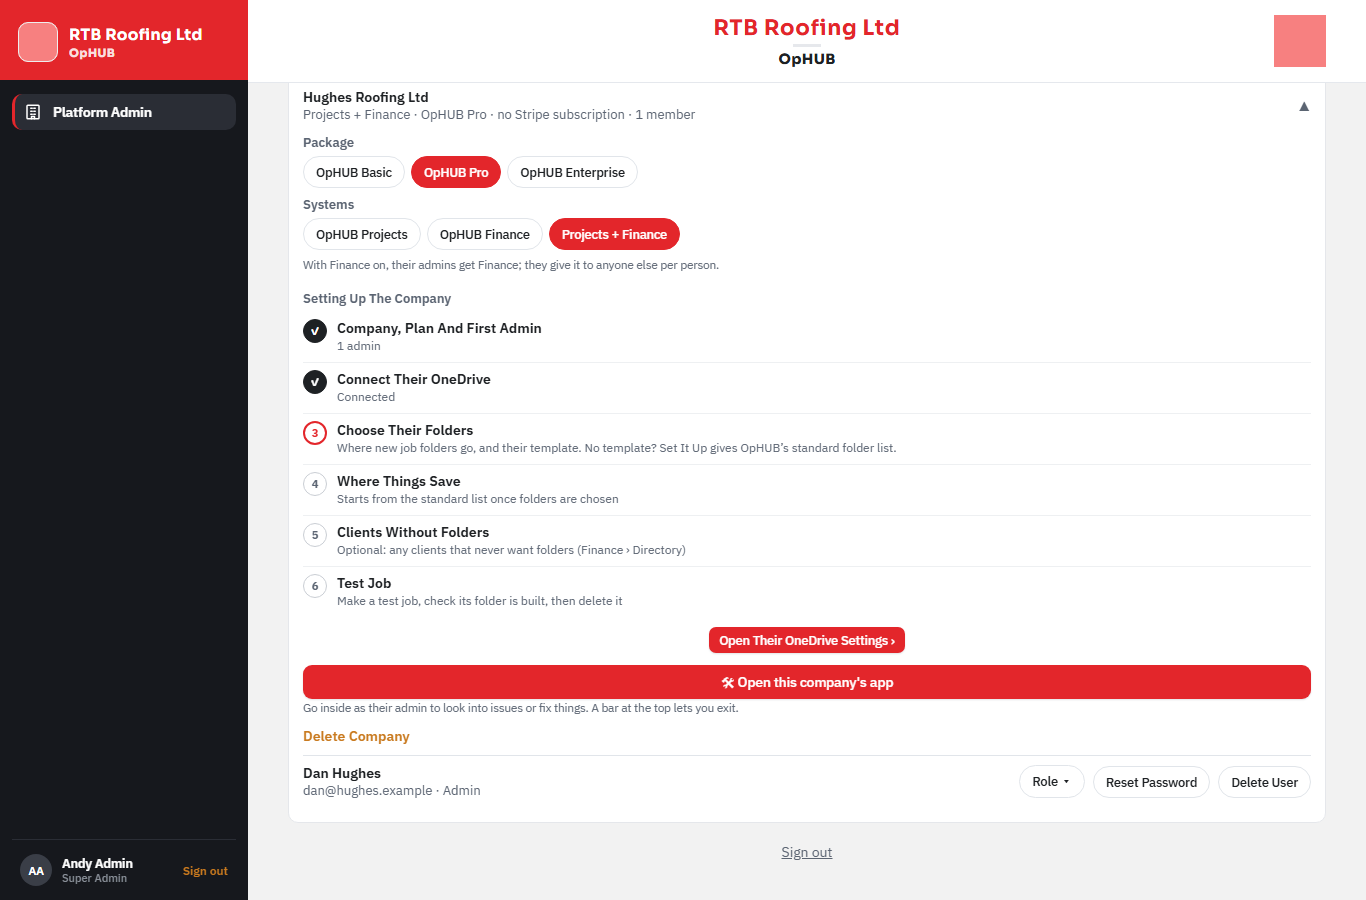 RTB Roofing Ltd
OpHUB
Platform Admin
RTB Roofing Ltd
OpHUB
Hughes Roofing Ltd
Projects + Finance · OpHUB Pro · no Stripe subscription · 1 member
▲
Package
OpHUB Basic
OpHUB Pro
OpHUB Enterprise
Systems
OpHUB Projects
OpHUB Finance
Projects + Finance
With Finance on, their admins get Finance; they give it to anyone else per person.
Setting Up The Company
✓
Company, Plan And First Admin
1 admin
✓
Connect Their OneDrive
Connected
3
Choose Their Folders
Where new job folders go, and their template. No template? Set It Up gives OpHUB’s standard folder list.
4
Where Things Save
Starts from the standard list once folders are chosen
5
Clients Without Folders
Optional: any clients that never want folders (Finance › Directory)
6
Test Job
Make a test job, check its folder is built, then delete it
Open Their OneDrive Settings ›
🛠 Open this company's app
Go inside as their admin to look into issues or fix things. A bar at the top lets you exit.
Delete Company
Dan Hughes
dan@hughes.example · Admin
Role ▾
Reset Password
Delete User
Sign out
AA
Andy Admin
Super Admin
Sign out